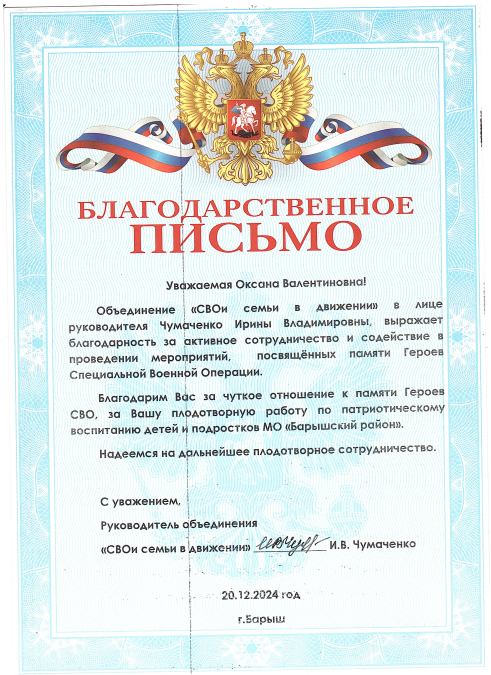 БЛАГОДАРСТВЕННОЕ
ПИСЬМО
Уважаемая Оксана Валентиновна!
Объединение «СВОи семьи в движении» в лице
руководителя Чумаченко Ирины Владимировны, выражает
благодарность за активное сотрудничество и содействие в
проведении мероприятий, посвящённых памяти Героев
Специальной Военной Операции.
Благодарим Вас за чуткое отношение к памяти Героев
СВО, за Вашу плодотворную работу по патриотическому
воспитанию детей и подростков МО «Барышский район».
Надеемся на дальнейшее плодотворное сотрудничество.
С уважением,
Руководитель объединения
«СВОи семьи в движении» И.В. Чумаченко
20.12.2024 год
г.Барыш